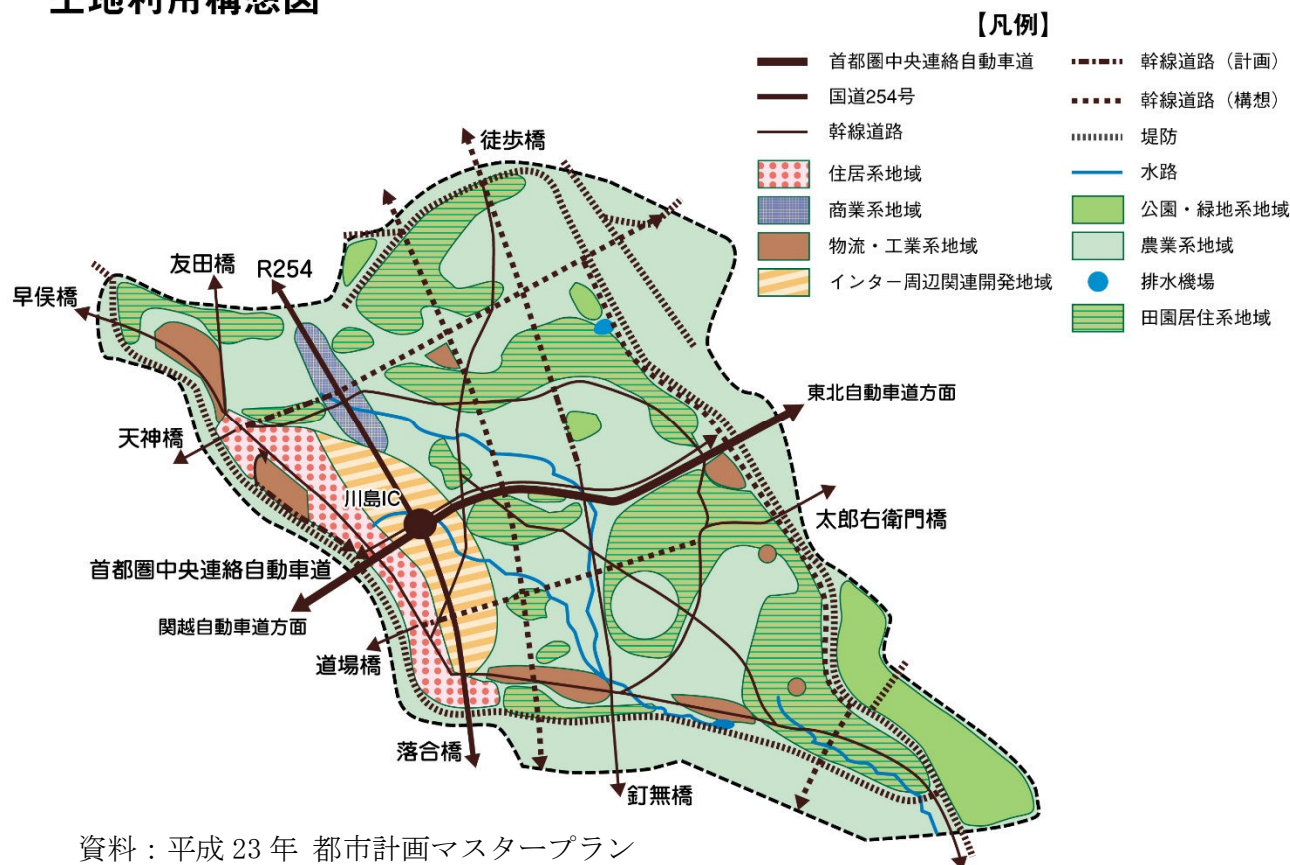 土地利用構想図
【凡例】
首都圏中央連絡自動車道
国道254号
幹線道路
住居系地域
商業系地域
物流・工業系地域
インター周辺関連開発地域
幹線道路（計画）
幹線道路（構想）
堤防
水路
公園・緑地系地域
農業系地域
排水機場
田園居住系地域
徒歩橋
友田橋
R254
早俣橋
東北自動車道方面
天神橋
川島IC
太郎右衛門橋
首都圏中央連絡自動車道
関越自動車道方面
道場橋
落合橋
釘無橋
資料：平成 23 年 都市計画マスタープラン